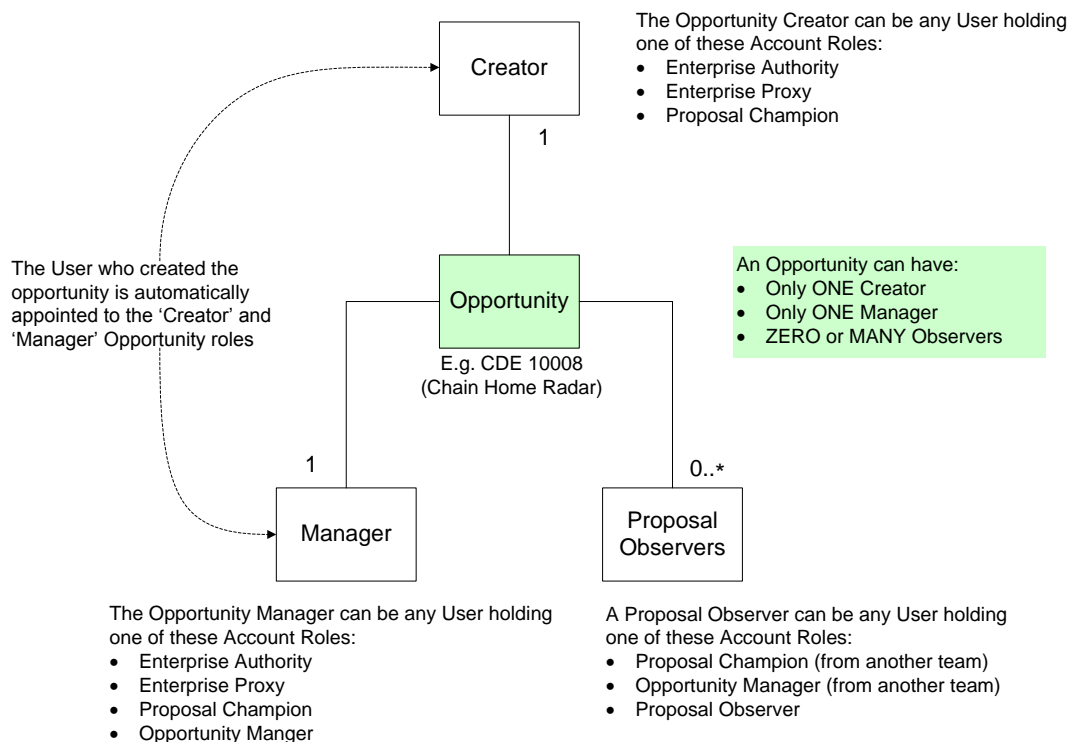 The Opportunity Creator can be any User holding
one of these Account Roles:
• Enterprise Authority
• Enterprise Proxy
• Proposal Champion
Creator
1
The User who created the
opportunity is automatically
appointed to the ‘Creator’ and
‘Manager’ Opportunity roles
Opportunity
E.g. CDE 10008
(Chain Home Radar)
An Opportunity can have:
• Only ONE Creator
• Only ONE Manager
• ZERO or MANY Observers
1
0..*
Manager
Proposal
Observers
The Opportunity Manager can be any User holding
one of these Account Roles:
• Enterprise Authority
• Enterprise Proxy
• Proposal Champion
• Opportunity Manger
A Proposal Observer can be any User holding
one of these Account Roles:
• Proposal Champion (from another team)
• Opportunity Manager (from another team)
• Proposal Observer